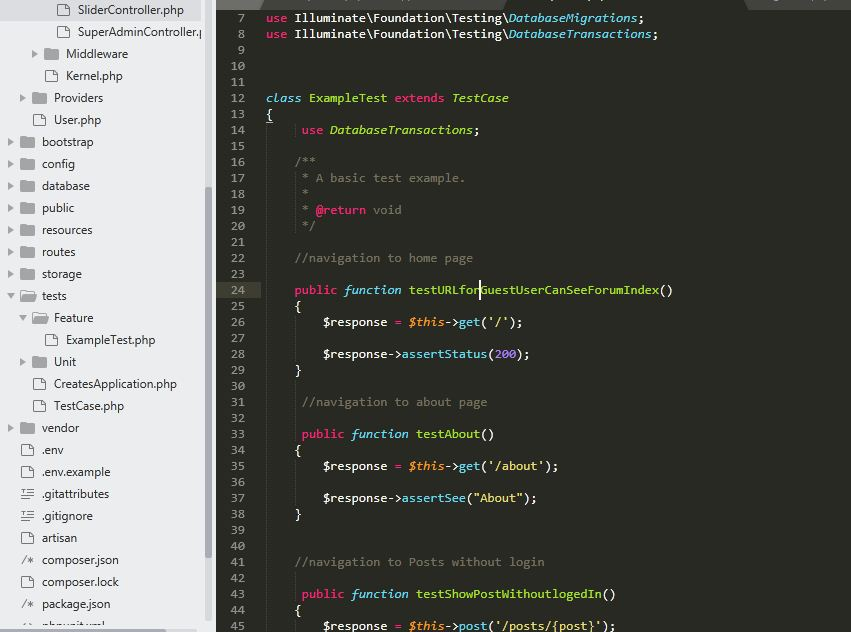 SliderController.php
SuperAdminController.p
Middleware
Kernel.php
Providers
User.php
bootstrap
config
database
public
resources
routes
storage
tests
Feature
ExampleTest.php
Unit
CreatesApplication.php
TestCase.php
vendor
.env
.env.example
.gitattributes
.gitignore
artisan
/* composer.json
composer.lock
/* package.json
phpunit.xml
7 use Illuminate\Foundation\Testing\DatabaseMigrations;
8 use Illuminate\Foundation\Testing\DatabaseTransactions;
9
10
11
12 class ExampleTest extends TestCase
13 {
14 use DatabaseTransactions;
15
16 /**
17 * A basic test example.
18 *
19 * @return void
20 */
21
22 //navigation to home page
23
24 public function testURLforGuestUserCanSeeForumIndex()
25 {
26 $response = $this->get('/');
27
28 $response->assertStatus(200);
29 }
30
31 //navigation to about page
32
33 public function testAbout()
34 {
35 $response = $this->get('/about');
36
37 $response->assertSee("About");
38 }
39
40
41 //navigation to Posts without login
42
43 public function testShowPostWithoutlogedIn()
44 {
45 $response = $this->post('/posts/{post}');